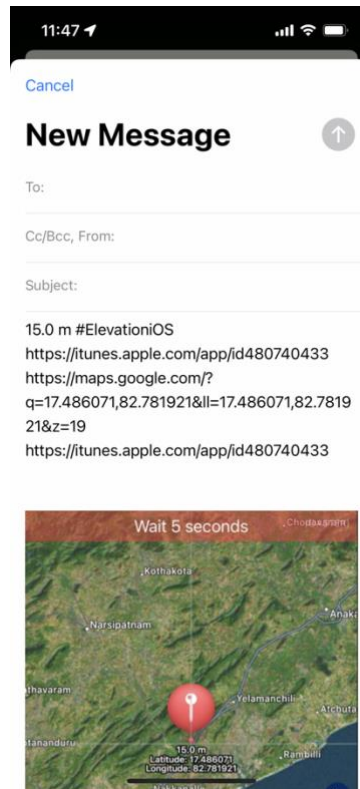 11:47
Cancel
New Message
To:
Cc/Bcc, From:
Subject:
15.0 m #ElevationiOS
https://itunes.apple.com/app/id480740433
https://maps.google.com/?
q=17.486071,82.781921&ll=17.486071,82.7819
21&z=19
https://itunes.apple.com/app/id480740433
Wait 5 seconds
Chodavaram
Kothakota
Anaka
Narsipatnam
thavaram
Yelamanchili
Atchuta
tananduru
15.0 m
Latitude: 17.486071
Longitude: 82.781921
Rambilli